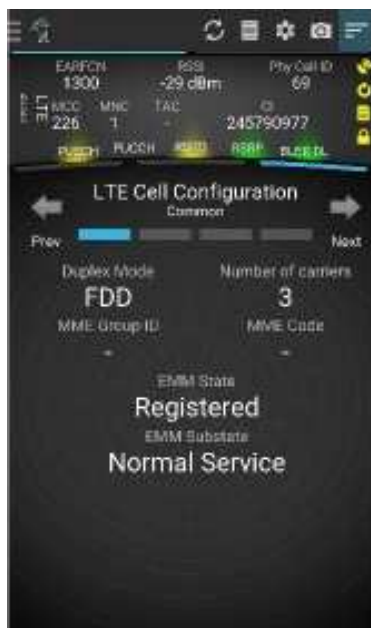 EARFCN RSSI Phy Cell ID
1300 -29 dBm 69
LTE
MCC MNC TAC CI
226 1 - 245790977
PUSCH PUCCH RSRP
LTE Cell Configuration
Common
Prev Next
Duplex Mode Number of carriers
FDD 3
MME Group ID MME Code
- -
EMM State
Registered
EMM Substate
Normal Service